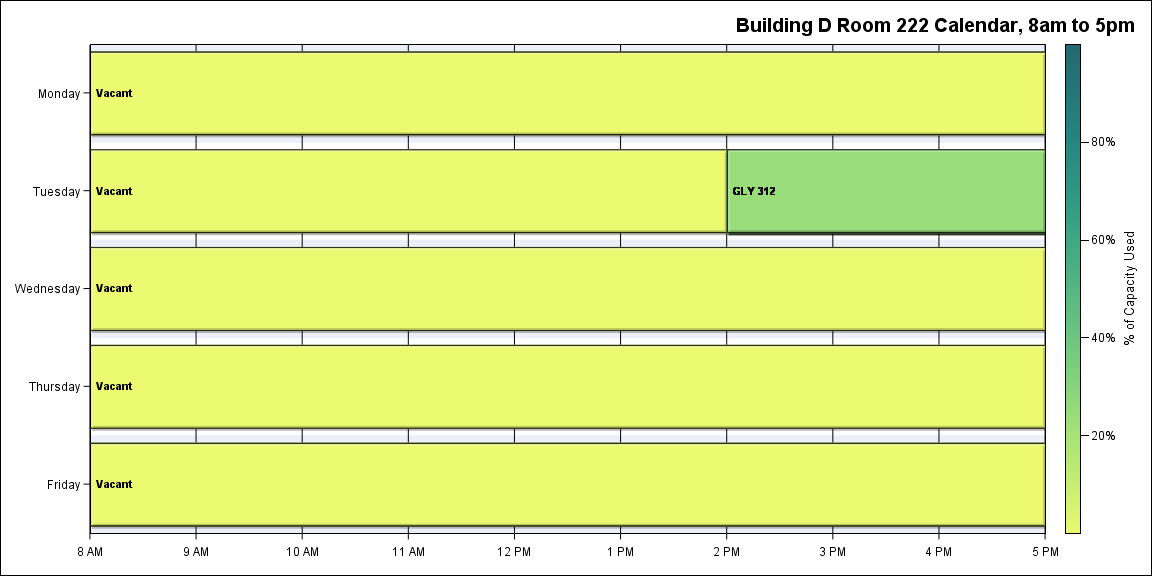 Building D Room 222 Calendar, 8am to 5pm
Monday
Vacant
Tuesday
Vacant
GLY 312
Wednesday
Vacant
Thursday
Vacant
Friday
Vacant
8 AM
9 AM
10 AM
11 AM
12 PM
1 PM
2 PM
3 PM
4 PM
5 PM
80%
60%
40%
20%
% of Capacity Used